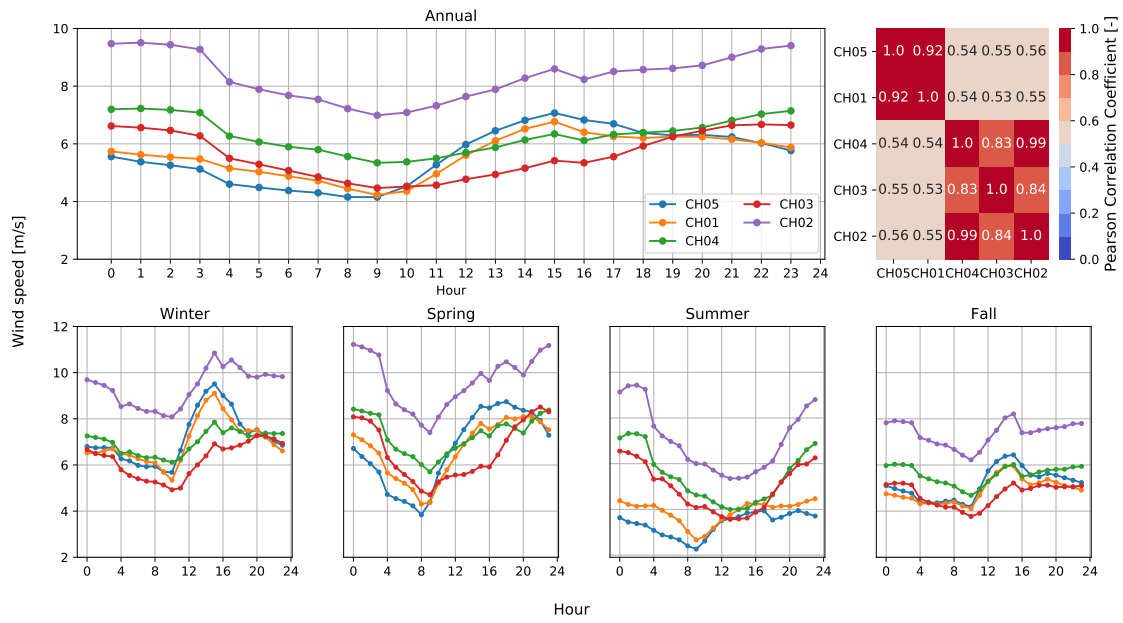 Annual
10
8
6
4
2
0 1 2 3 4 5 6 7 8 9 10 11 12 13 14 15 16 17 18 19 20 21 22 23 24
Hour
CH05 CH03
CH01 CH02
CH04
Wind speed [m/s]
CH05 1.0 0.92 0.54 0.55 0.56
CH01 0.92 1.0 0.54 0.53 0.55
CH04 0.54 0.54 1.0 0.83 0.99
CH03 0.55 0.53 0.83 1.0 0.84
CH02 0.56 0.55 0.99 0.84 1.0
CH05 CH01 CH04 CH03 CH02
1.0
0.8
0.6
0.4
0.2
0.0
Pearson Correlation Coefficient [-]
Winter Spring Summer Fall
12
10
8
6
4
2
0 4 8 12 16 20 24 0 4 8 12 16 20 24 0 4 8 12 16 20 24 0 4 8 12 16 20 24
Hour